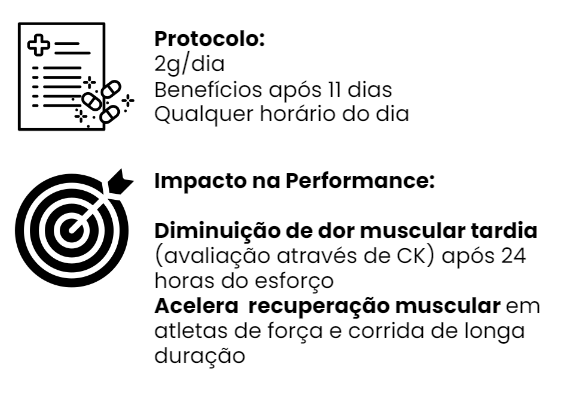 Protocolo:
2g/dia
Benefícios após 11 dias
Qualquer horário do dia
Impacto na Performance:
Diminuição de dor muscular tardia
(avaliação através de CK) após 24
horas do esforço
Acelera  recuperação muscular em
atletas de força e corrida de longa
duração